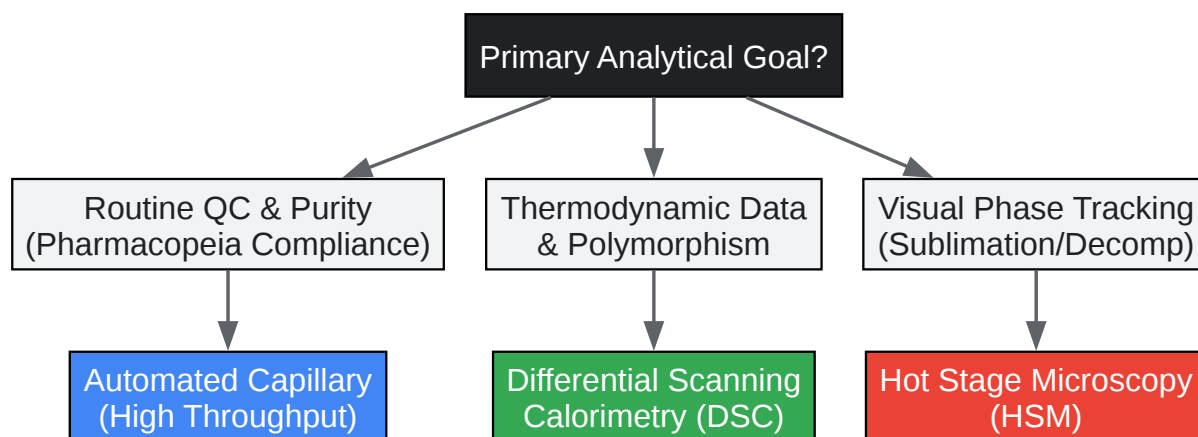 Primary Analytical Goal?
Routine QC & Purity
(Pharmacopeia Compliance)
Thermodynamic Data
& Polymorphism
Visual Phase Tracking
(Sublimation/Decomp)
Automated Capillary
(High Throughput)
Differential Scanning
Calorimetry (DSC)
Hot Stage Microscopy
(HSM)